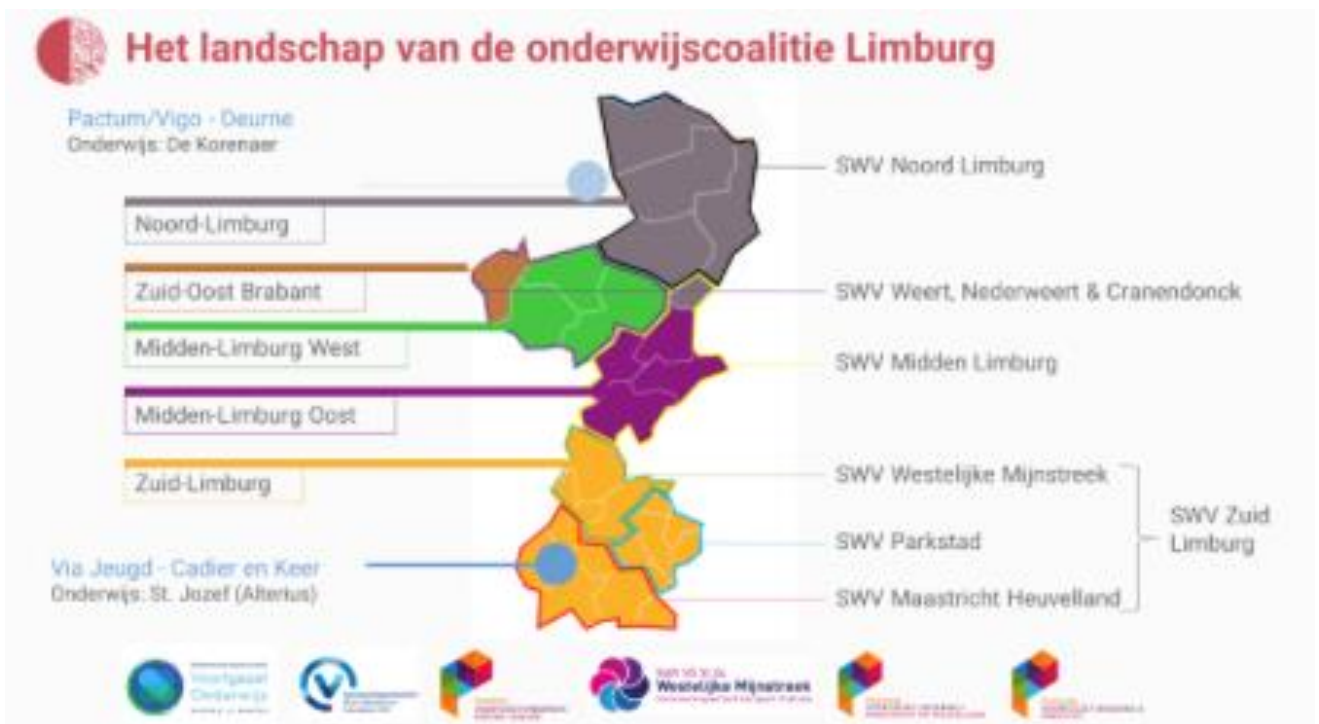 Het landschap van de onderwijscoalitie Limburg
Pactum/Vigo - Deurne
Onderwijs: De Korenaer
Noord-Limburg
Zuid-Oost Brabant
Midden-Limburg West
Midden-Limburg Oost
Zuid-Limburg
Via Jeugd - Cadier en Keer
Onderwijs: St. Jozef (Alterius)
SWV Noord Limburg
SWV Weert, Nederweert & Cranendonck
SWV Midden Limburg
SWV Westelijke Mijnstreek
SWV Parkstad
SWV Maastricht Heuvelland
SWV Zuid
Limburg
Voortgezet
Onderwijs
Westelijke Mijnstreek